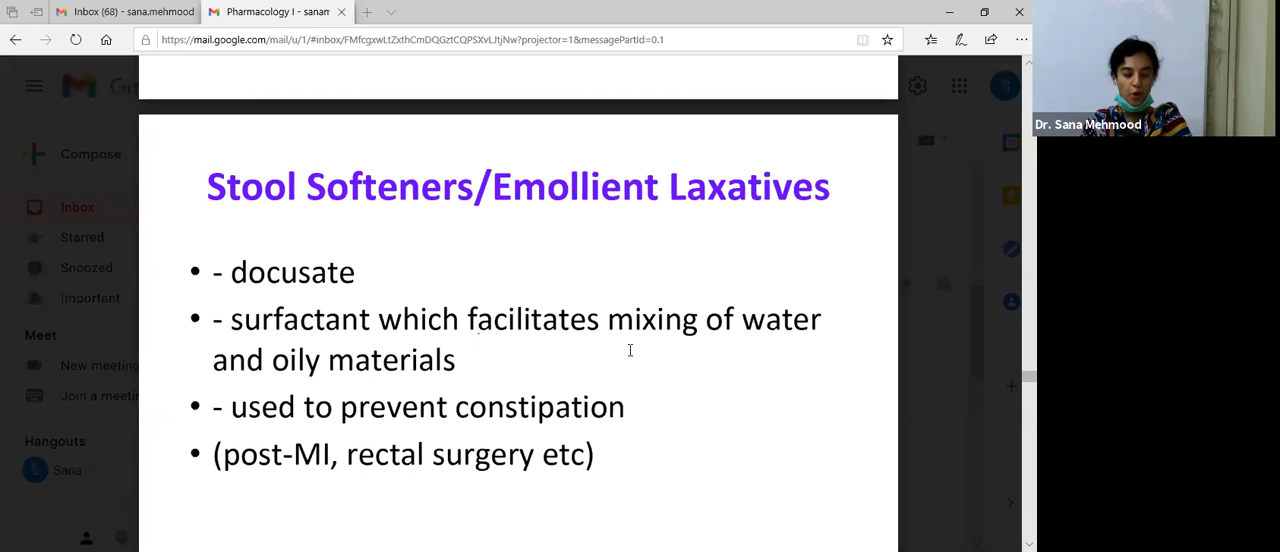 Inbox (68) - sana.mehmood
Pharmacology I - sanam
https://mail.google.com/mail/u/1/#inbox/FMfcgxwLtZxthCmDQGztCQPSXvLJtjNw?projector=1&messagePartId=0.1
Compose
Inbox
Starred
Snoozed
Important
Meet
New meeting
Join a meetin
Hangouts
Sana
Stool Softeners/Emollient Laxatives
• - docusate
• - surfactant which facilitates mixing of water
and oily materials
• - used to prevent constipation
• (post-MI, rectal surgery etc)
Dr. Sana Mehmood